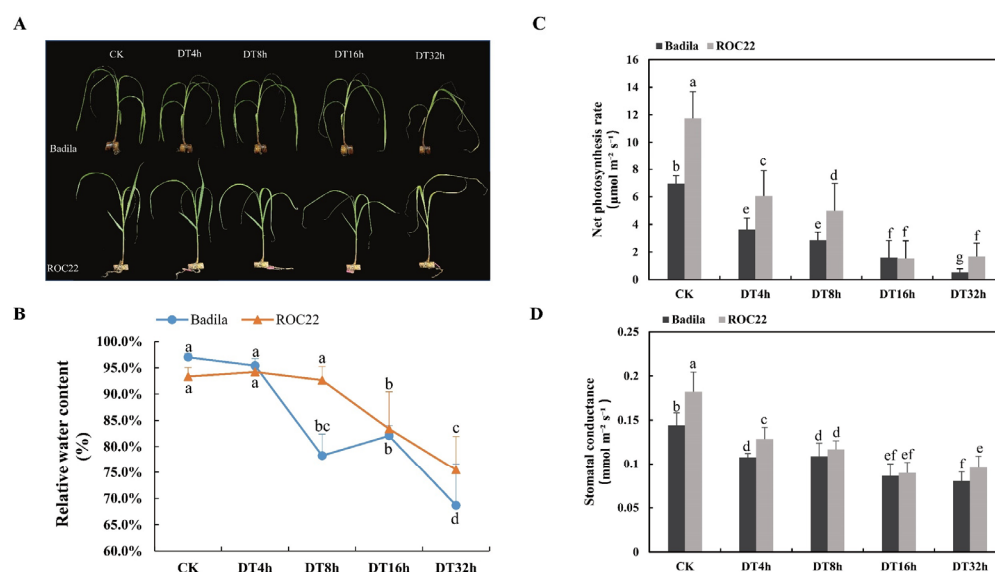 A
CK DT4h DT8h DT16h DT32h
Badila
ROC22
B
Badila ROC22
Relative water content
(%)
100.0%
95.0%
90.0%
85.0%
80.0%
75.0%
70.0%
65.0%
60.0%
a a a b c
a a bc b d
CK DT4h DT8h DT16h DT32h
C
Badila ROC22
Net photosynthesis rate
(μmol m⁻² s⁻¹)
16
14
12
10
8
6
4
2
0
b a e c e d f f g f
CK DT4h DT8h DT16h DT32h
D
Badila ROC22
Stomatal conductance
(mmol m⁻² s⁻¹ )
0.25
0.2
0.15
0.1
0.05
0
b a d c d d ef ef f e
CK DT4h DT8h DT16h DT32h